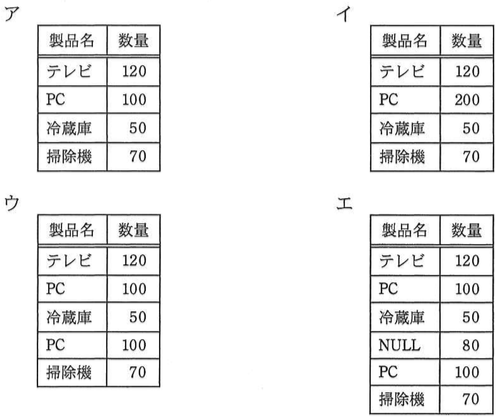 ア
製品名 数量
テレビ 120
PC 100
冷蔵庫 50
掃除機 70
イ
製品名 数量
テレビ 120
PC 200
冷蔵庫 50
掃除機 70
ウ
製品名 数量
テレビ 120
PC 100
冷蔵庫 50
PC 100
掃除機 70
エ
製品名 数量
テレビ 120
PC 100
冷蔵庫 50
NULL 80
PC 100
掃除機 70